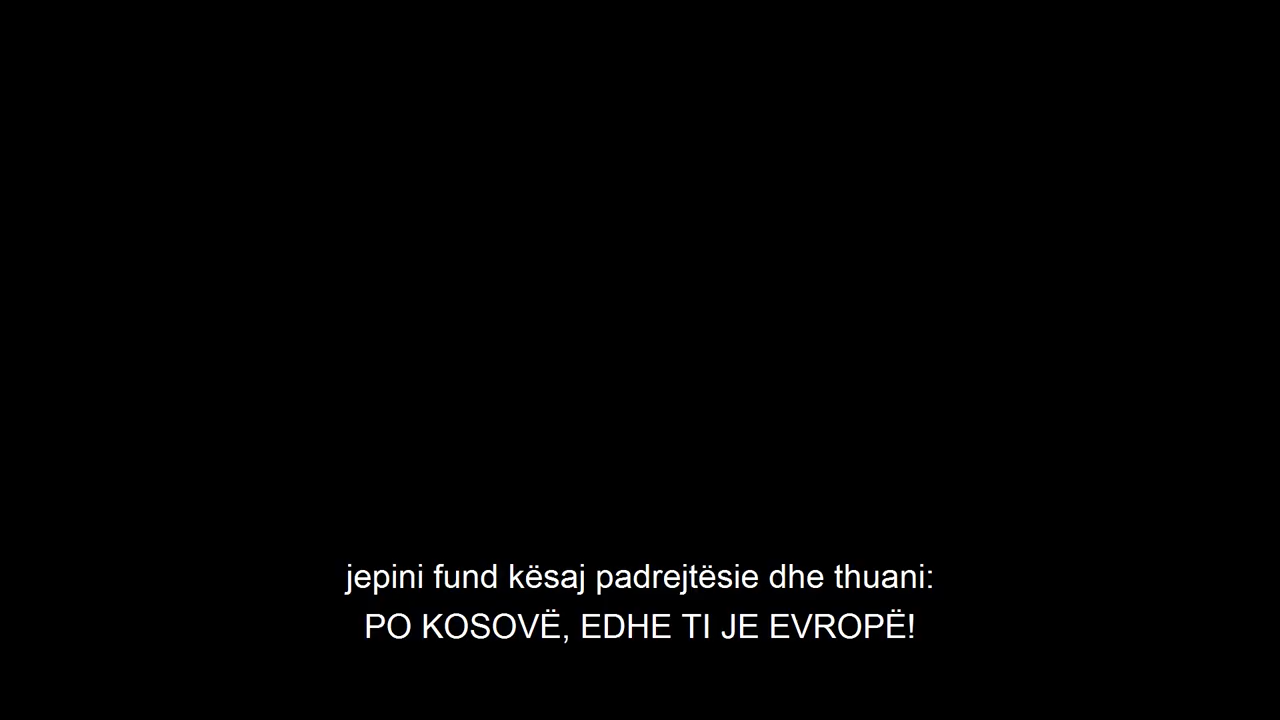 jepini fund kësaj padrejtësie dhe thuani:
PO KOSOVË, EDHE TI JE EVROPË!